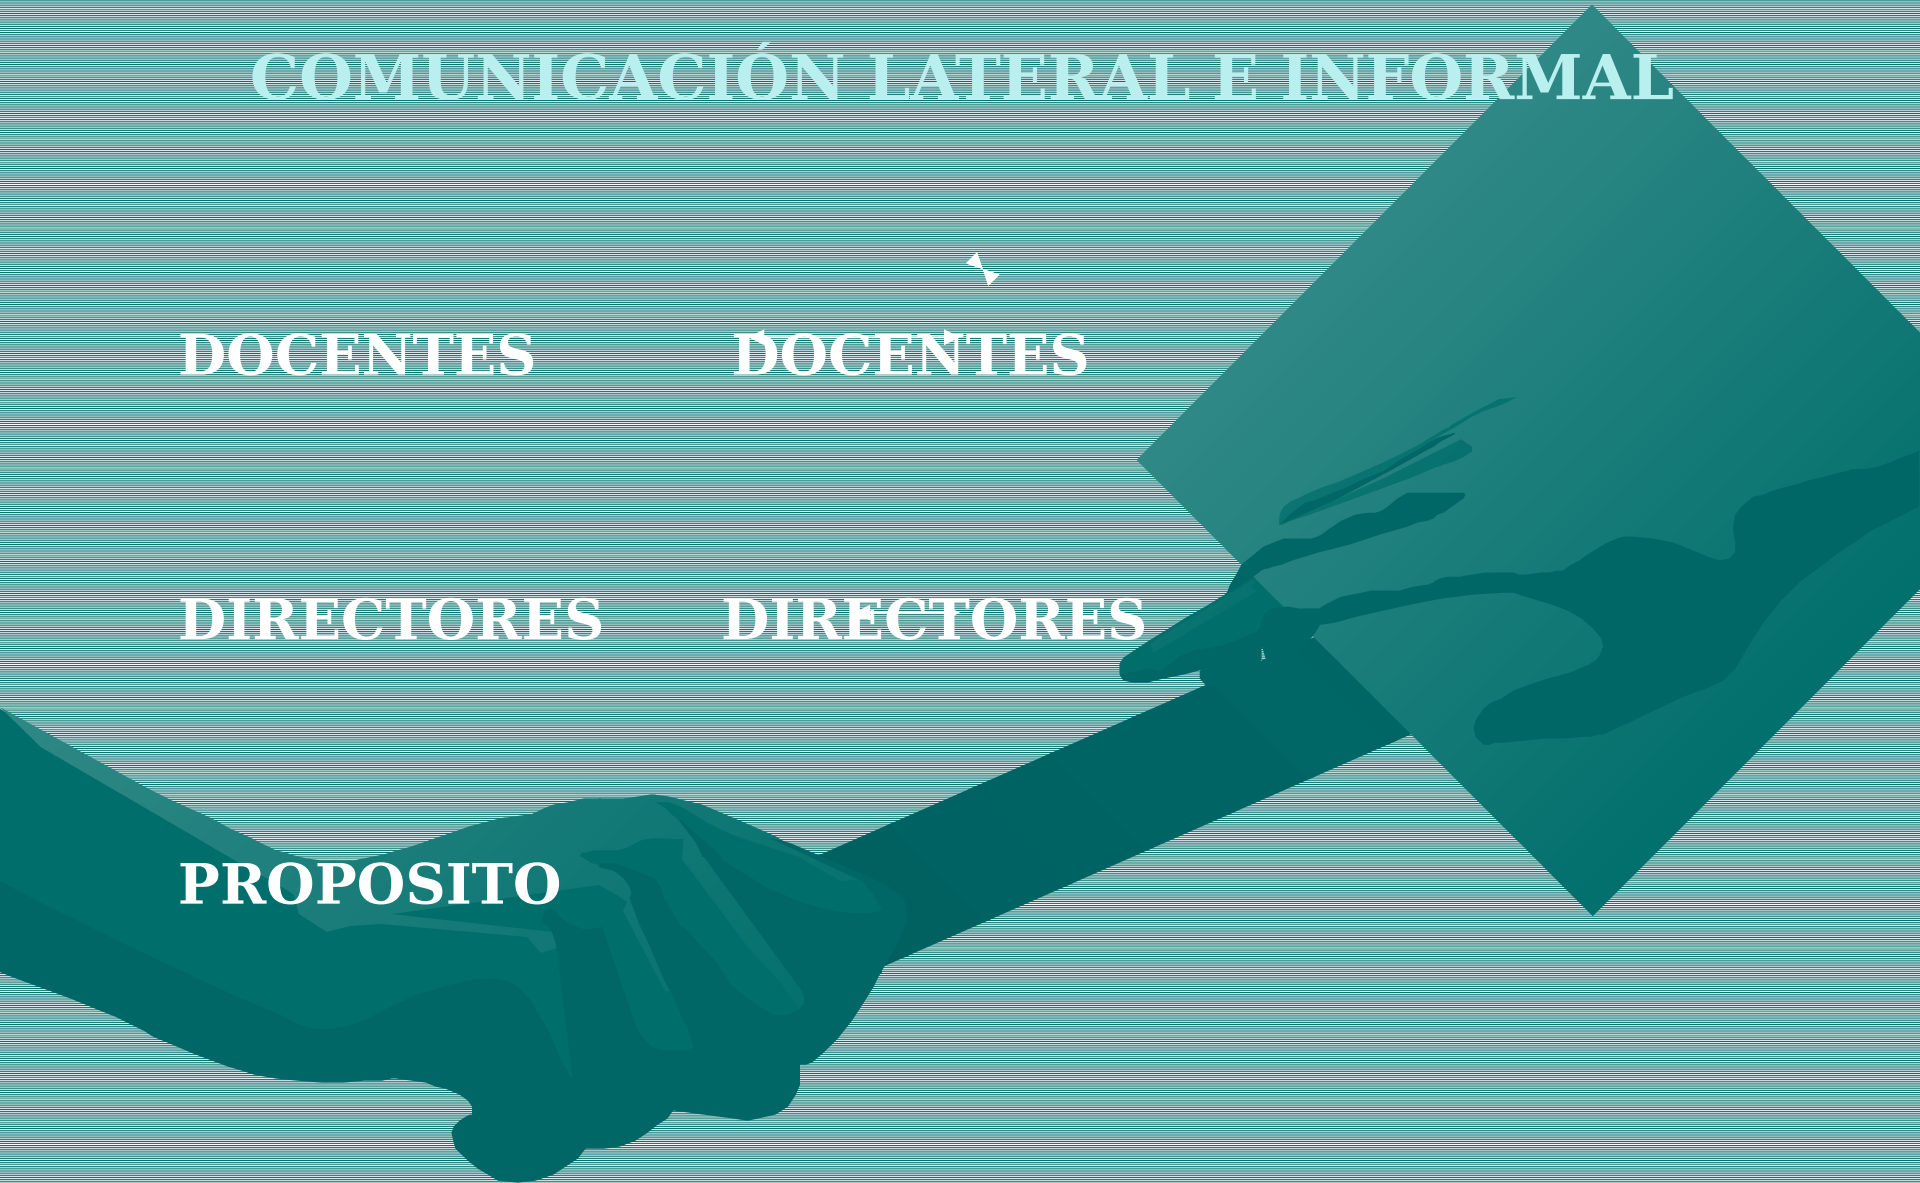 COMUNICACIÓN LATERAL E INFORMAL
DOCENTES DOCENTES
DIRECTORES DIRECTORES
PROPOSITO